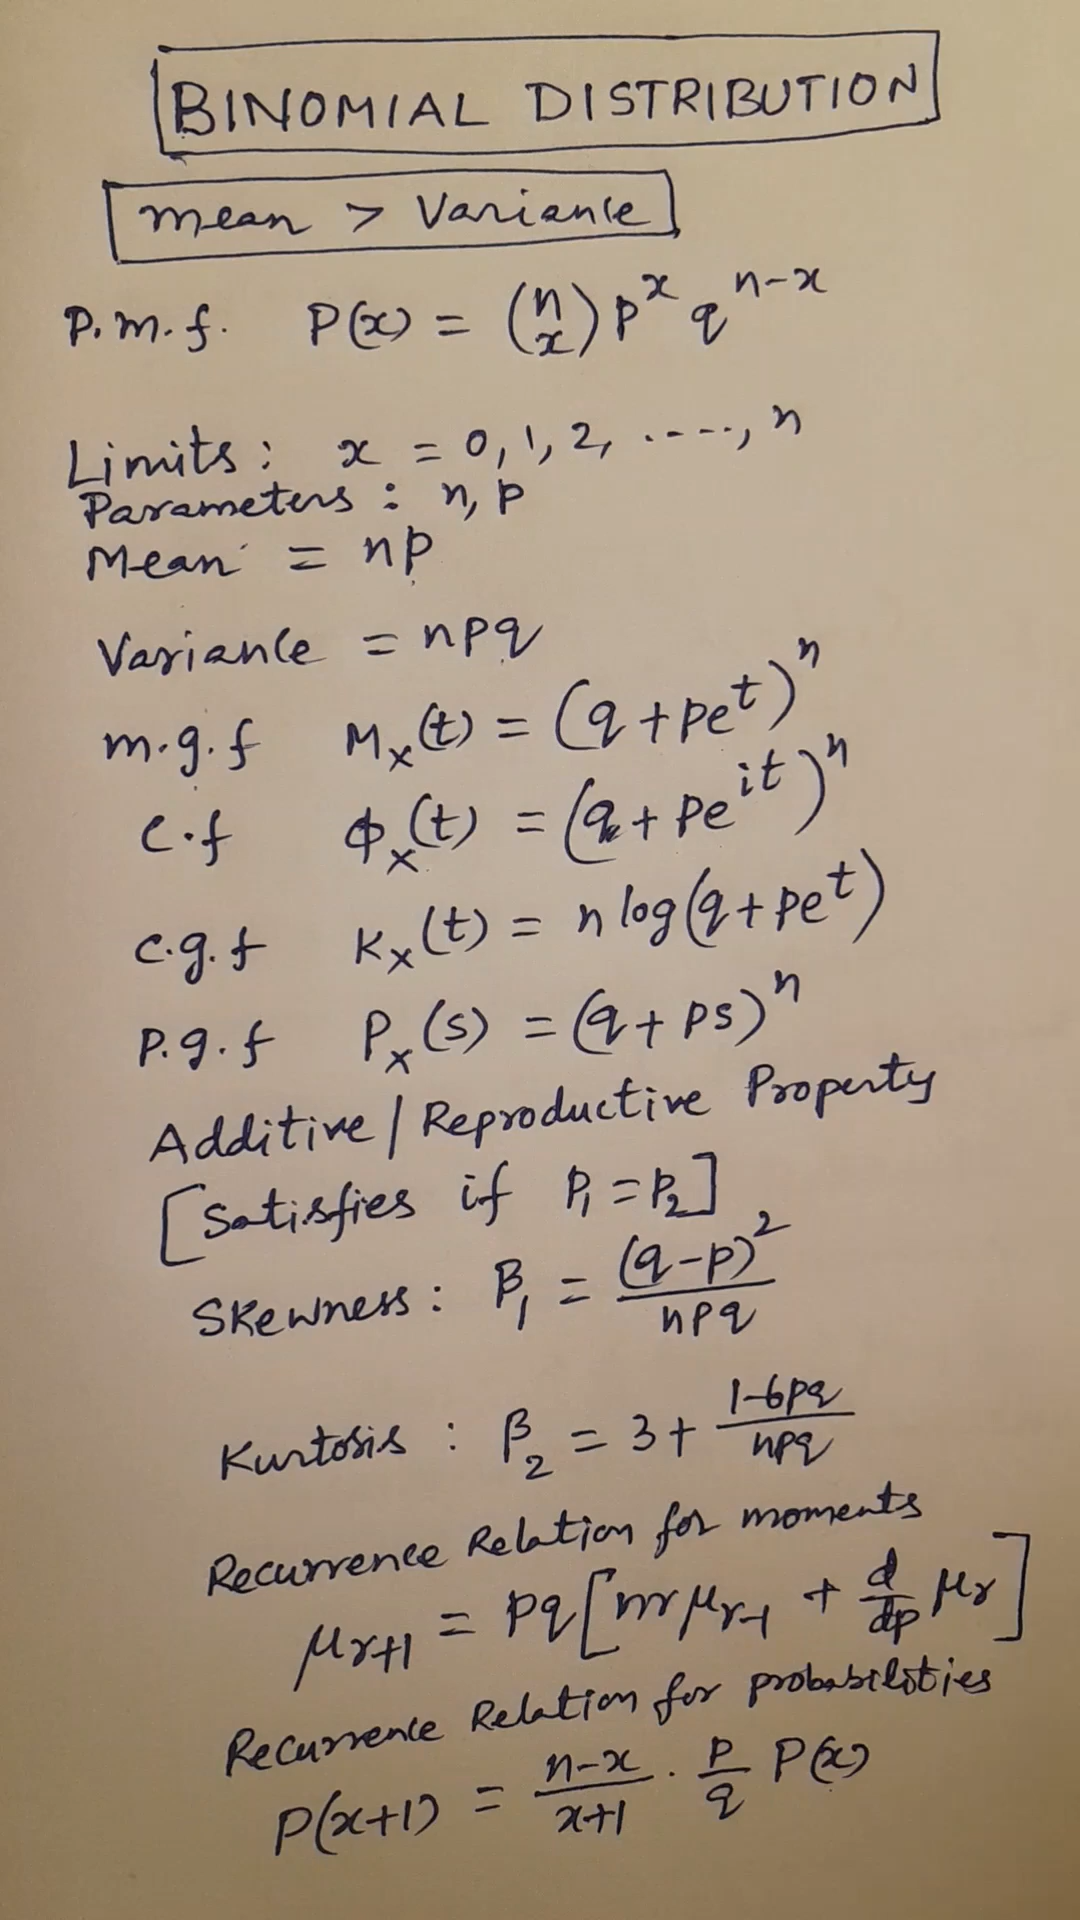 BINOMIAL DISTRIBUTION
mean > Variance
P.m.f. P(x) = (n x) p^x q^(n-x)
Limits: x = 0, 1, 2, ....., n
Parameters : n, p
Mean = np
Variance = npq
m.g.f M_X(t) = (q + pe^t)^n
c.f ϕ_X(t) = (q + pe^(it))^n
c.g.f K_X(t) = n log(q + pe^t)
P.g.f P_X(s) = (q + ps)^n
Additive / Reproductive Property
[Satisfies if P₁ = P₂]
Skewness : β₁ = (q-p)²/npq
Kurtosis : β₂ = 3 + 1-6pq/npq
Recurrence Relation for moments
μ_(r+1) = pq [nr μ_(r-1) + d/dp μ_r]
Recurrence Relation for probabilities
P(x+1) = n-x/x+1 . p/q P(x)